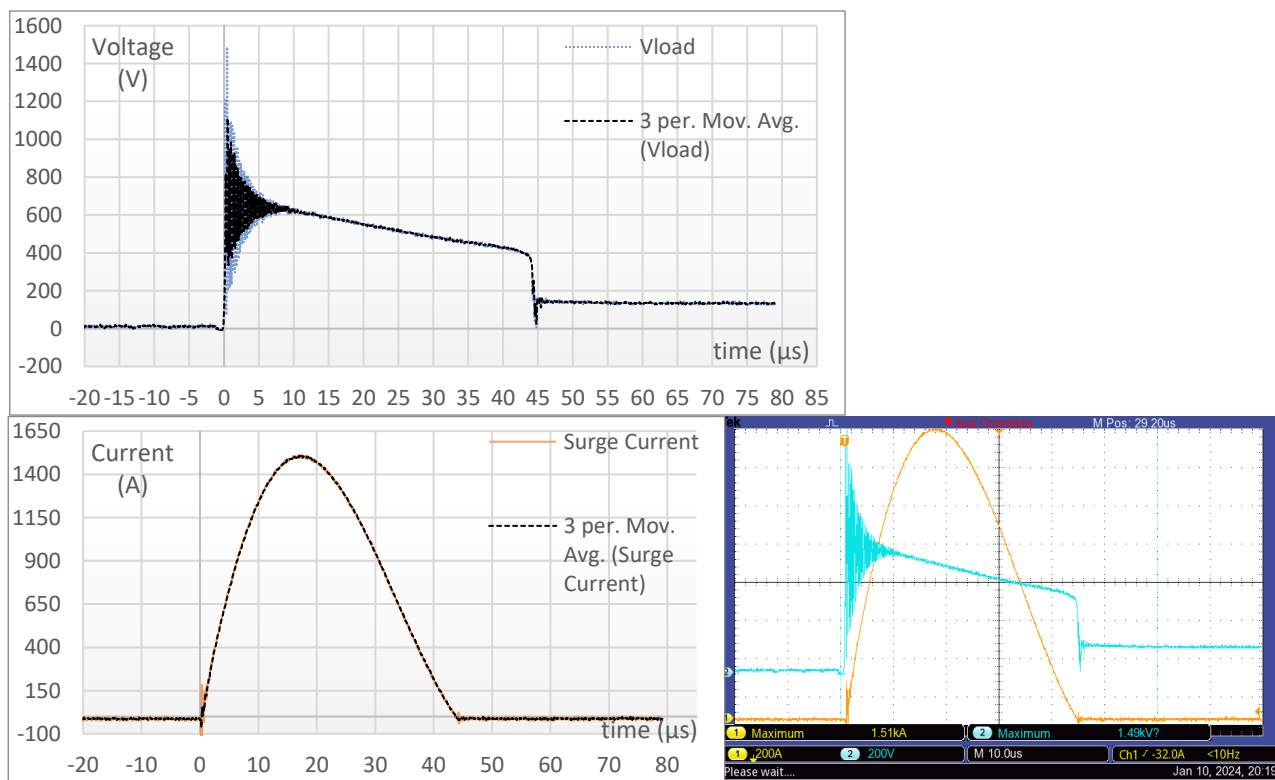 1600
1400
1200
1000
800
600
400
200
0
-200
Voltage
(V)
Vload
3 per. Mov. Avg.
(Vload)
time (µs)
-20 -15 -10 -5 0 5 10 15 20 25 30 35 40 45 50 55 60 65 70 75 80 85
1650
1400
1150
900
650
400
150
-100
Current
(A)
Surge Current
3 per. Mov.
Avg. (Surge
Current)
time (µs)
-20 -10 0 10 20 30 40 50 60 70 80
ek
M Pos: 29.20us
T
2
1
1 Maximum 1.51kA 2 Maximum 1.49kV?
1 200A 2 200V M 10.0us Ch1 -32.0A <10Hz
Please wait.... Jan 10, 2024, 20:19